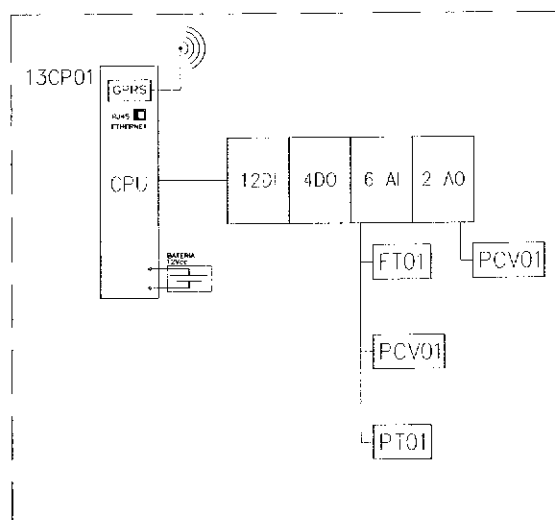 13CP01
GPRS
RJ45
ETHERNET
CPU
12DI
4DO
6 AI
2 AO
BATERIA
12Vcc
FT01
PCV01
PCV01
PT01